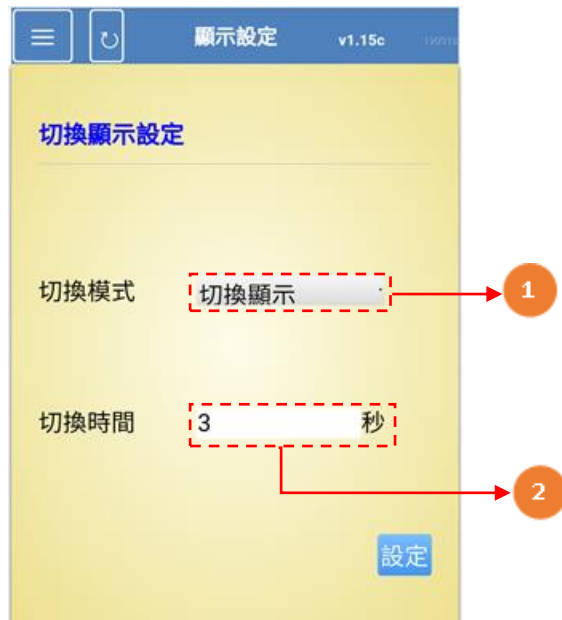 顯示設定 v1.15c
切換顯示設定
切換模式 切換顯示 1
切換時間 3 秒
2
設定